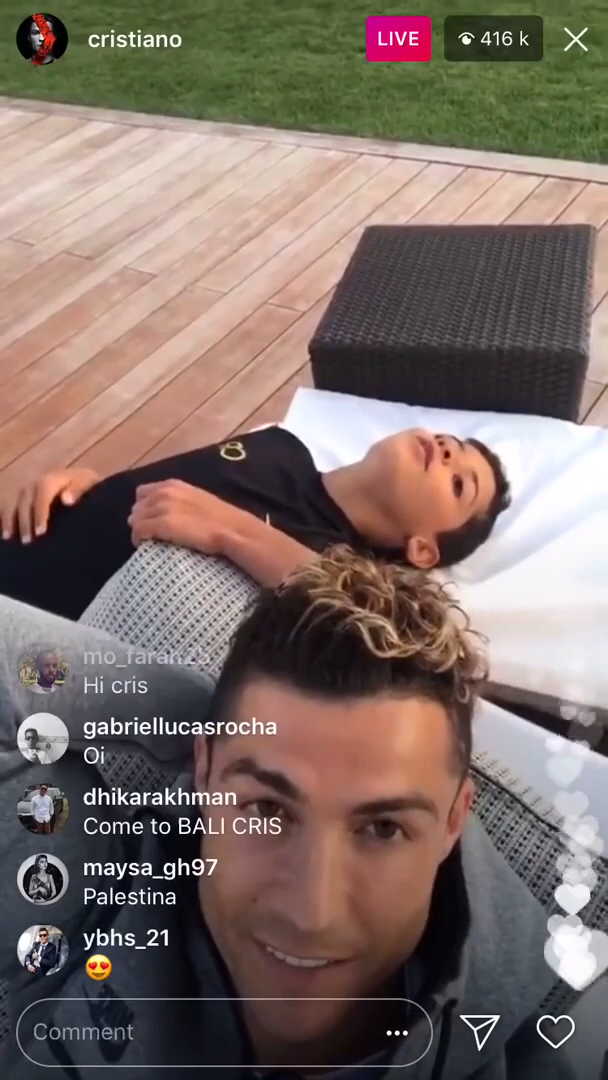 cristiano
LIVE
416 k
mo_farah25
Hi cris
gabriellucasrocha
Oi
dhikarakhman
Come to BALI CRIS
maysa_gh97
Palestina
ybhs_21
😍
Comment